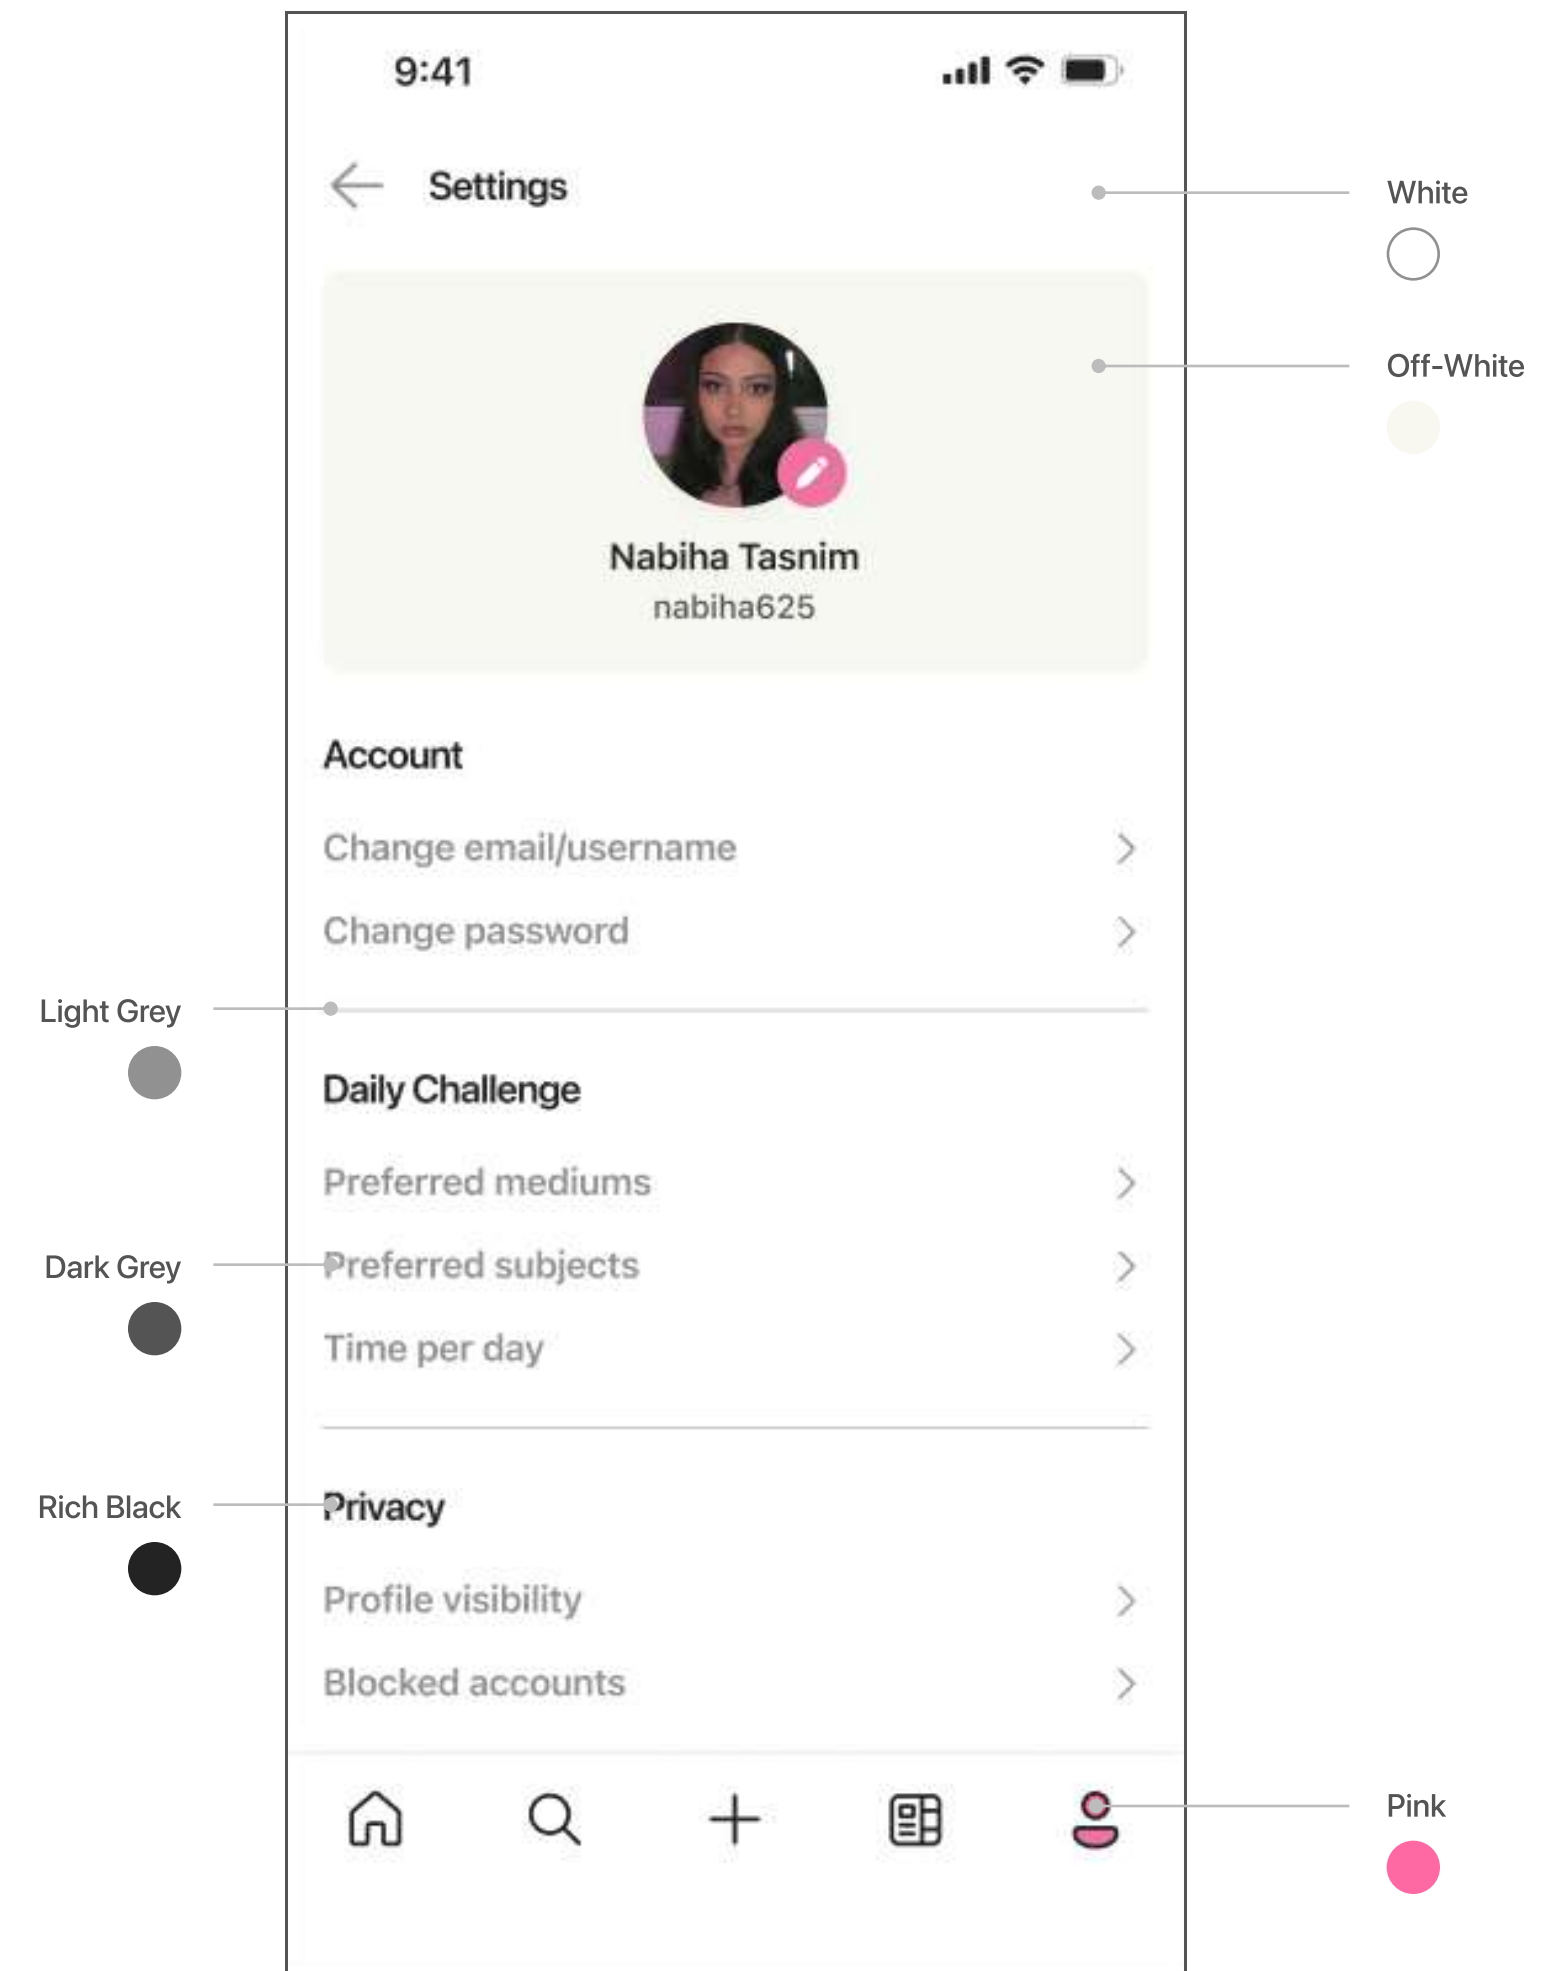 9:41
Settings
White
Off-White
Nabiha Tasnim
nabiha625
Account
Change email/username
Change password
Light Grey
Daily Challenge
Preferred mediums
Dark Grey
Preferred subjects
Time per day
Rich Black
Privacy
Profile visibility
Blocked accounts
Pink